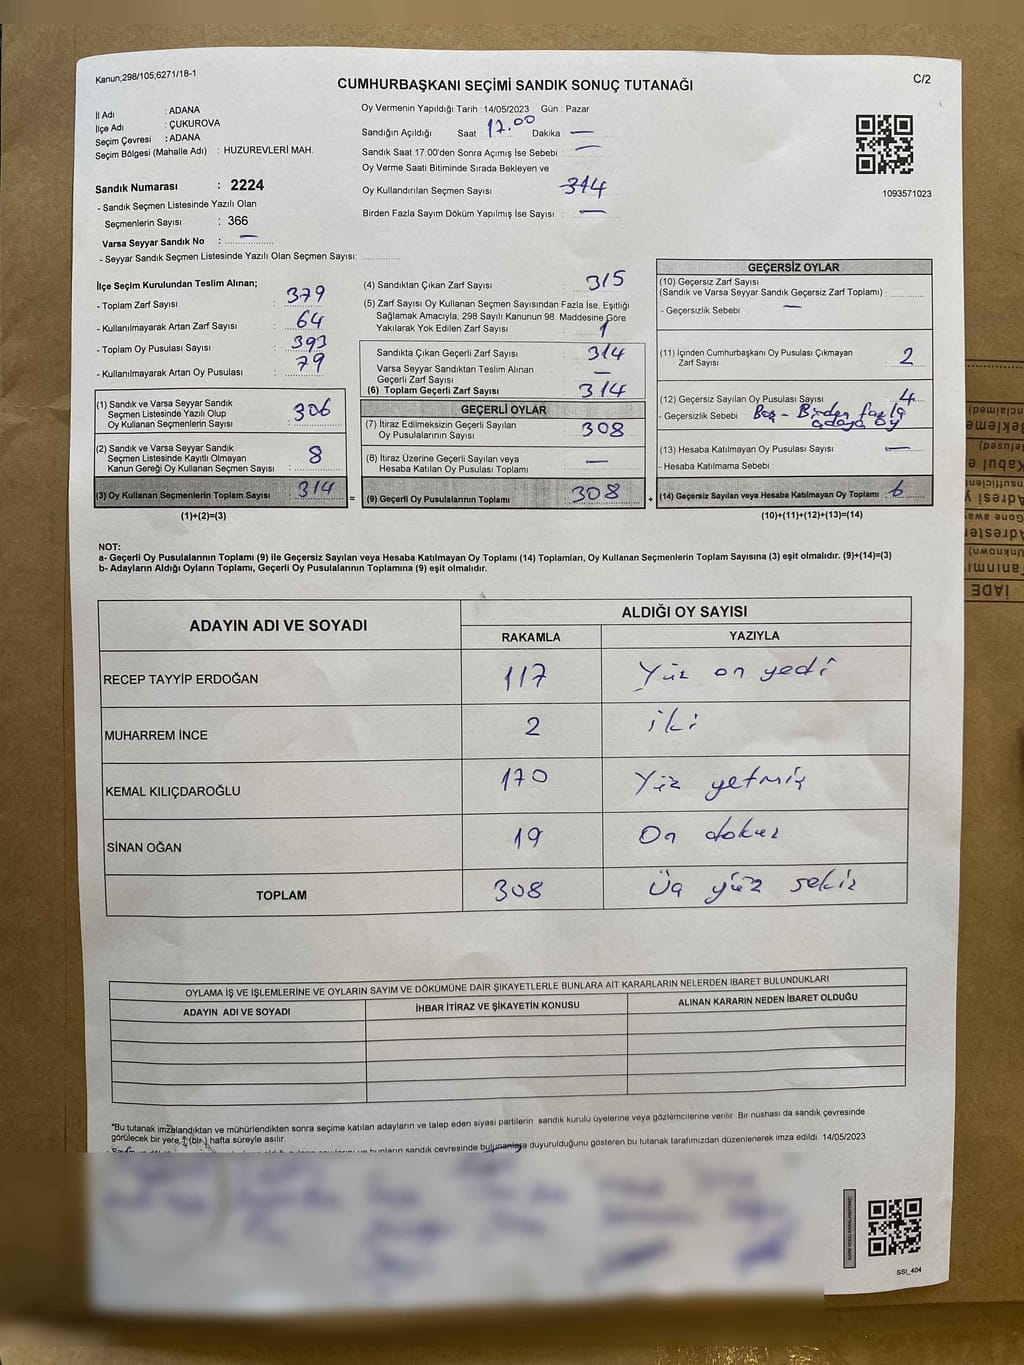 Kanun;298/105;6271/18-1
C/2
CUMHURBAŞKANI SEÇİMİ SANDIK SONUÇ TUTANAĞI
İl Adı : ADANA
İlçe Adı : ÇUKUROVA
Seçim Çevresi : ADANA
Seçim Bölgesi (Mahalle Adı) : HUZUREVLERİ MAH.
Sandık Numarası : 2224
- Sandık Seçmen Listesinde Yazılı Olan
Seçmenlerin Sayısı : 366
Varsa Seyyar Sandık No : —
- Seyyar Sandık Seçmen Listesinde Yazılı Olan Seçmen Sayısı:
Oy Vermenin Yapıldığı Tarih : 14/05/2023 Gün : Pazar
Sandığın Açıldığı Saat 17.00 Dakika —
Sandık Saat 17:00'den Sonra Açımış İse Sebebi : —
Oy Verme Saati Bitiminde Sırada Bekleyen ve
Oy Kullandırılan Seçmen Sayısı 314
Birden Fazla Sayım Döküm Yapılmış İse Sayısı : —
1093571023
İlçe Seçim Kurulundan Teslim Alınan;
- Toplam Zarf Sayısı : 379
- Kullanılmayarak Artan Zarf Sayısı : 64
- Toplam Oy Pusulası Sayısı : 393
- Kullanılmayarak Artan Oy Pusulası : 79
(1) Sandık ve Varsa Seyyar Sandık
Seçmen Listesinde Yazılı Olup
Oy Kullanan Seçmenlerin Sayısı : 306
(2) Sandık ve Varsa Seyyar Sandık
Seçmen Listesinde Kayıtlı Olmayan
Kanun Gereği Oy Kullanan Seçmen Sayısı : 8
(3) Oy Kullanan Seçmenlerin Toplam Sayısı : 314
(1)+(2)=(3)
=
(4) Sandıktan Çıkan Zarf Sayısı : 315
(5) Zarf Sayısı Oy Kullanan Seçmen Sayısından Fazla İse, Eşitliği
Sağlamak Amacıyla, 298 Sayılı Kanunun 98. Maddesine Göre
Yakılarak Yok Edilen Zarf Sayısı : 1
Sandıkta Çıkan Geçerli Zarf Sayısı : 314
Varsa Seyyar Sandıktan Teslim Alınan
Geçerli Zarf Sayısı : —
(6) Toplam Geçerli Zarf Sayısı : 314
GEÇERLİ OYLAR
(7) İtiraz Edilmeksizin Geçerli Sayılan
Oy Pusulalarının Sayısı : 308
(8) İtiraz Üzerine Geçerli Sayılan veya
Hesaba Katılan Oy Pusulası Toplamı : —
(9) Geçerli Oy Pusulalarının Toplamı : 308
+
GEÇERSİZ OYLAR
(10) Geçersiz Zarf Sayısı
(Sandık ve Varsa Seyyar Sandık Geçersiz Zarf Toplamı) :
- Geçersizlik Sebebi : —
(11) İçinden Cumhurbaşkanı Oy Pusulası Çıkmayan
Zarf Sayısı : 2
(12) Geçersiz Sayılan Oy Pusulası Sayısı : 4
- Geçersizlik Sebebi : Boş - Birden fazla
adaya oy
(13) Hesaba Katılmayan Oy Pusulası Sayısı : —
- Hesaba Katılmama Sebebi :
(14) Geçersiz Sayılan veya Hesaba Katılmayan Oy Toplamı : 6
(10)+(11)+(12)+(13)=(14)
NOT:
a- Geçerli Oy Pusulalarının Toplamı (9) ile Geçersiz Sayılan veya Hesaba Katılmayan Oy Toplamı (14) Toplamları, Oy Kullanan Seçmenlerin Toplam Sayısına (3) eşit olmalıdır. (9)+(14)=(3)
b- Adayların Aldığı Oyların Toplamı, Geçerli Oy Pusulalarının Toplamına (9) eşit olmalıdır.
ADAYIN ADI VE SOYADI ALDIĞI OY SAYISI
RAKAMLA YAZIYLA
RECEP TAYYİP ERDOĞAN 117 Yüz on yedi
MUHARREM İNCE 2 iki
KEMAL KILIÇDAROĞLU 170 Yüz yetmiş
SİNAN OĞAN 19 On dokuz
TOPLAM 308 Üç yüz sekiz
OYLAMA İŞ VE İŞLEMLERİNE VE OYLARIN SAYIM VE DÖKÜMÜNE DAİR ŞİKAYETLERLE BUNLARA AİT KARARLARIN NELERDEN İBARET BULUNDUKLARI
ADAYIN ADI VE SOYADI İHBAR İTİRAZ VE ŞİKAYETİN KONUSU ALINAN KARARIN NEDEN İBARET OLDUĞU
*Bu tutanak imzalandıktan ve mühürlendikten sonra seçime katılan adayların ve talep eden siyasi partilerin sandık kurulu üyelerine veya gözlemcilerine verilir. Bir nüshası da sandık çevresinde
görülecek bir yere, 1 (bir) hafta süreyle asılır.
bunların sandık çevresinde bulunanlara duyurulduğunu gösteren bu tutanak tarafımızdan düzenlenerek imza edildi. 14/05/2023
SSI_404